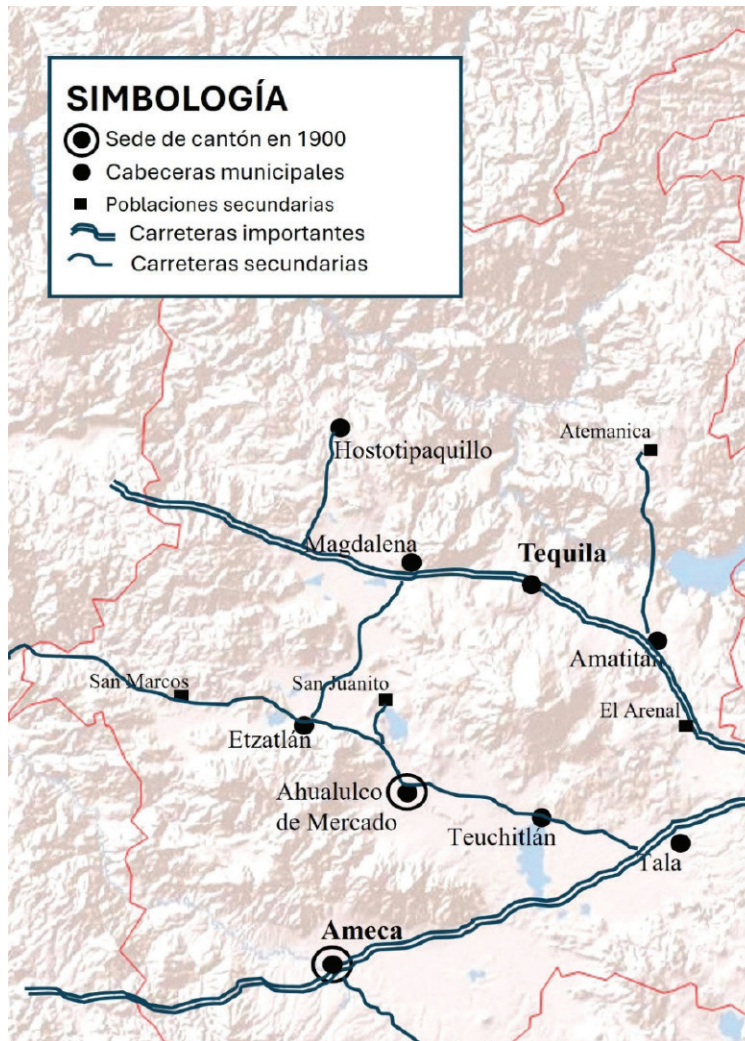 SIMBOLOGÍA
Sede de cantón en 1900
Cabeceras municipales
Poblaciones secundarias
Carreteras importantes
Carreteras secundarias
Atemanica
Hostotipaquillo
Magdalena
Tequila
Amatitán
San Marcos
San Juanito
El Arenal
Etzatlán
Ahualulco
de Mercado
Teuchitlán
Tala
Ameca